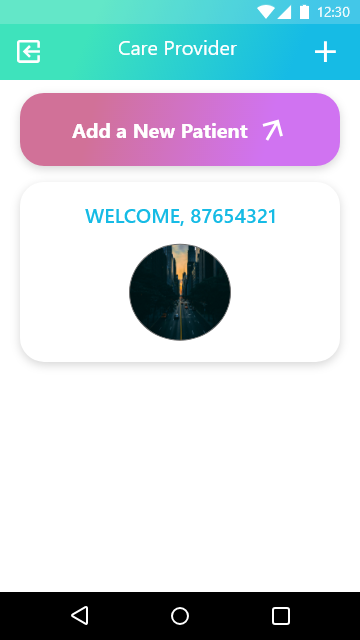 12:30
Care Provider
Add a New Patient
WELCOME, 87654321